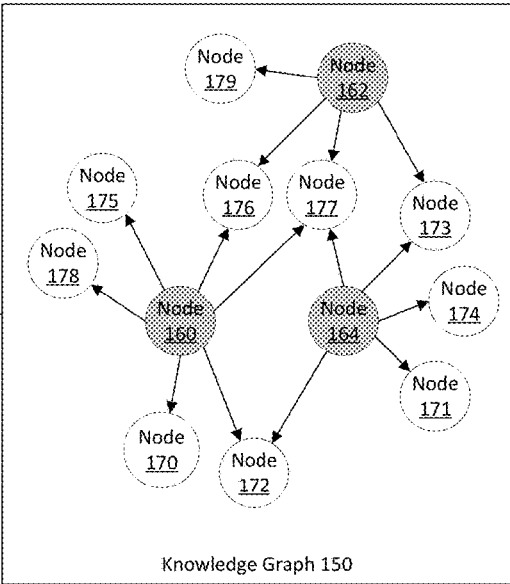 Node
162
Node
179
Node
175
Node
176
Node
177
Node
173
Node
178
Node
160
Node
164
Node
174
Node
171
Node
170
Node
172
Knowledge Graph 150